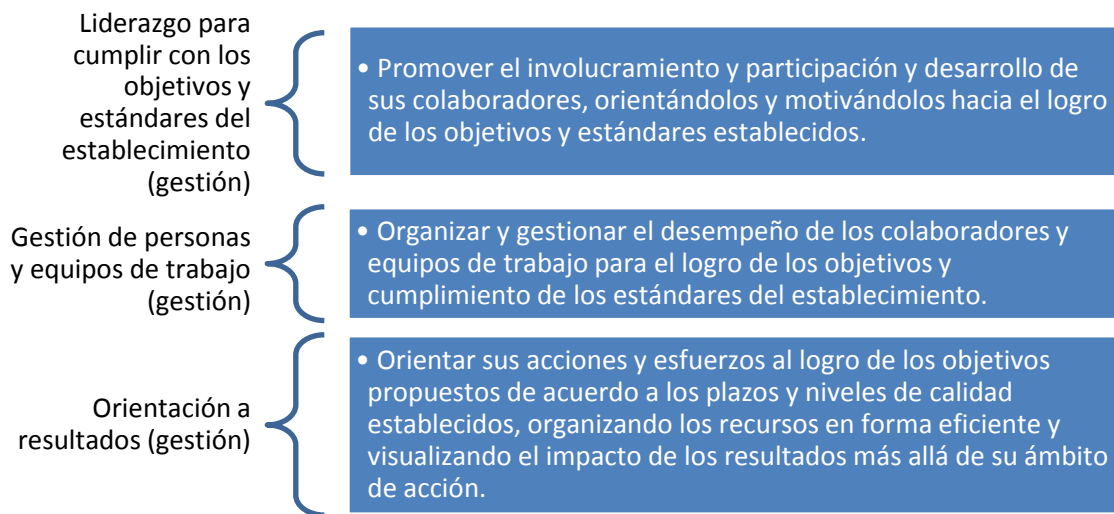 Liderazgo para
cumplir con los
objetivos y
estándares del
establecimiento
(gestión)
• Promover el involucramiento y participación y desarrollo de
sus colaboradores, orientándolos y motivándolos hacia el logro
de los objetivos y estándares establecidos.
Gestión de personas
y equipos de trabajo
(gestión)
• Organizar y gestionar el desempeño de los colaboradores y
equipos de trabajo para el logro de los objetivos y
cumplimiento de los estándares del establecimiento.
Orientación a
resultados (gestión)
• Orientar sus acciones y esfuerzos al logro de los objetivos
propuestos de acuerdo a los plazos y niveles de calidad
establecidos, organizando los recursos en forma eficiente y
visualizando el impacto de los resultados más allá de su ámbito
de acción.